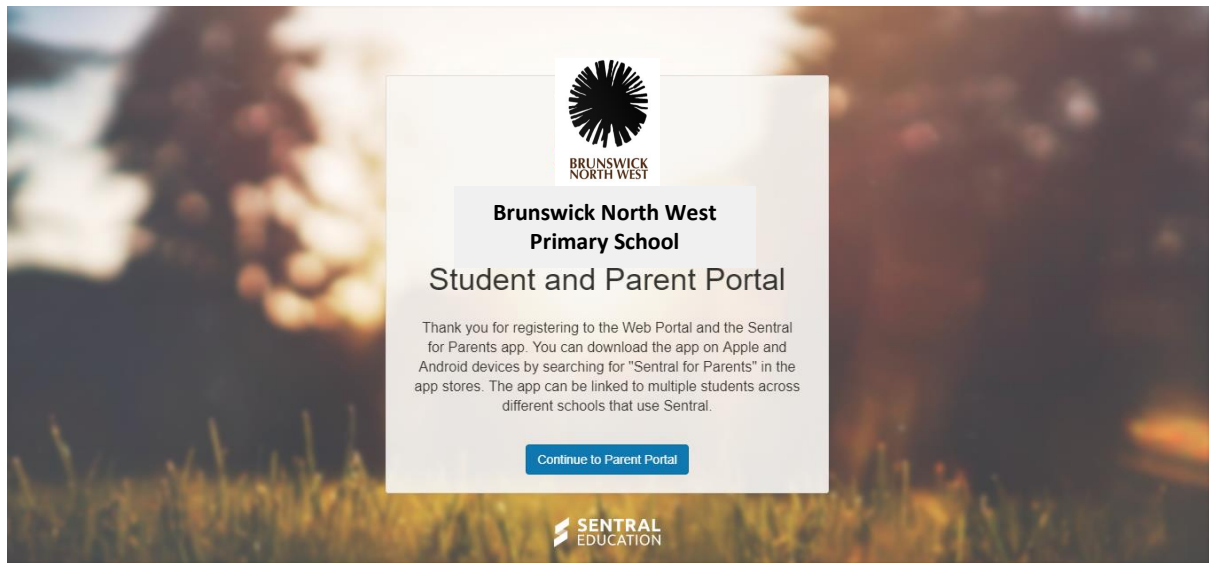 BRUNSWICK
NORTH WEST
Brunswick North West
Primary School
Student and Parent Portal
Thank you for registering to the Web Portal and the Sentral
for Parents app. You can download the app on Apple and
Android devices by searching for "Sentral for Parents" in the
app stores. The app can be linked to multiple students across
different schools that use Sentral.
Continue to Parent Portal
SENTRAL
EDUCATION